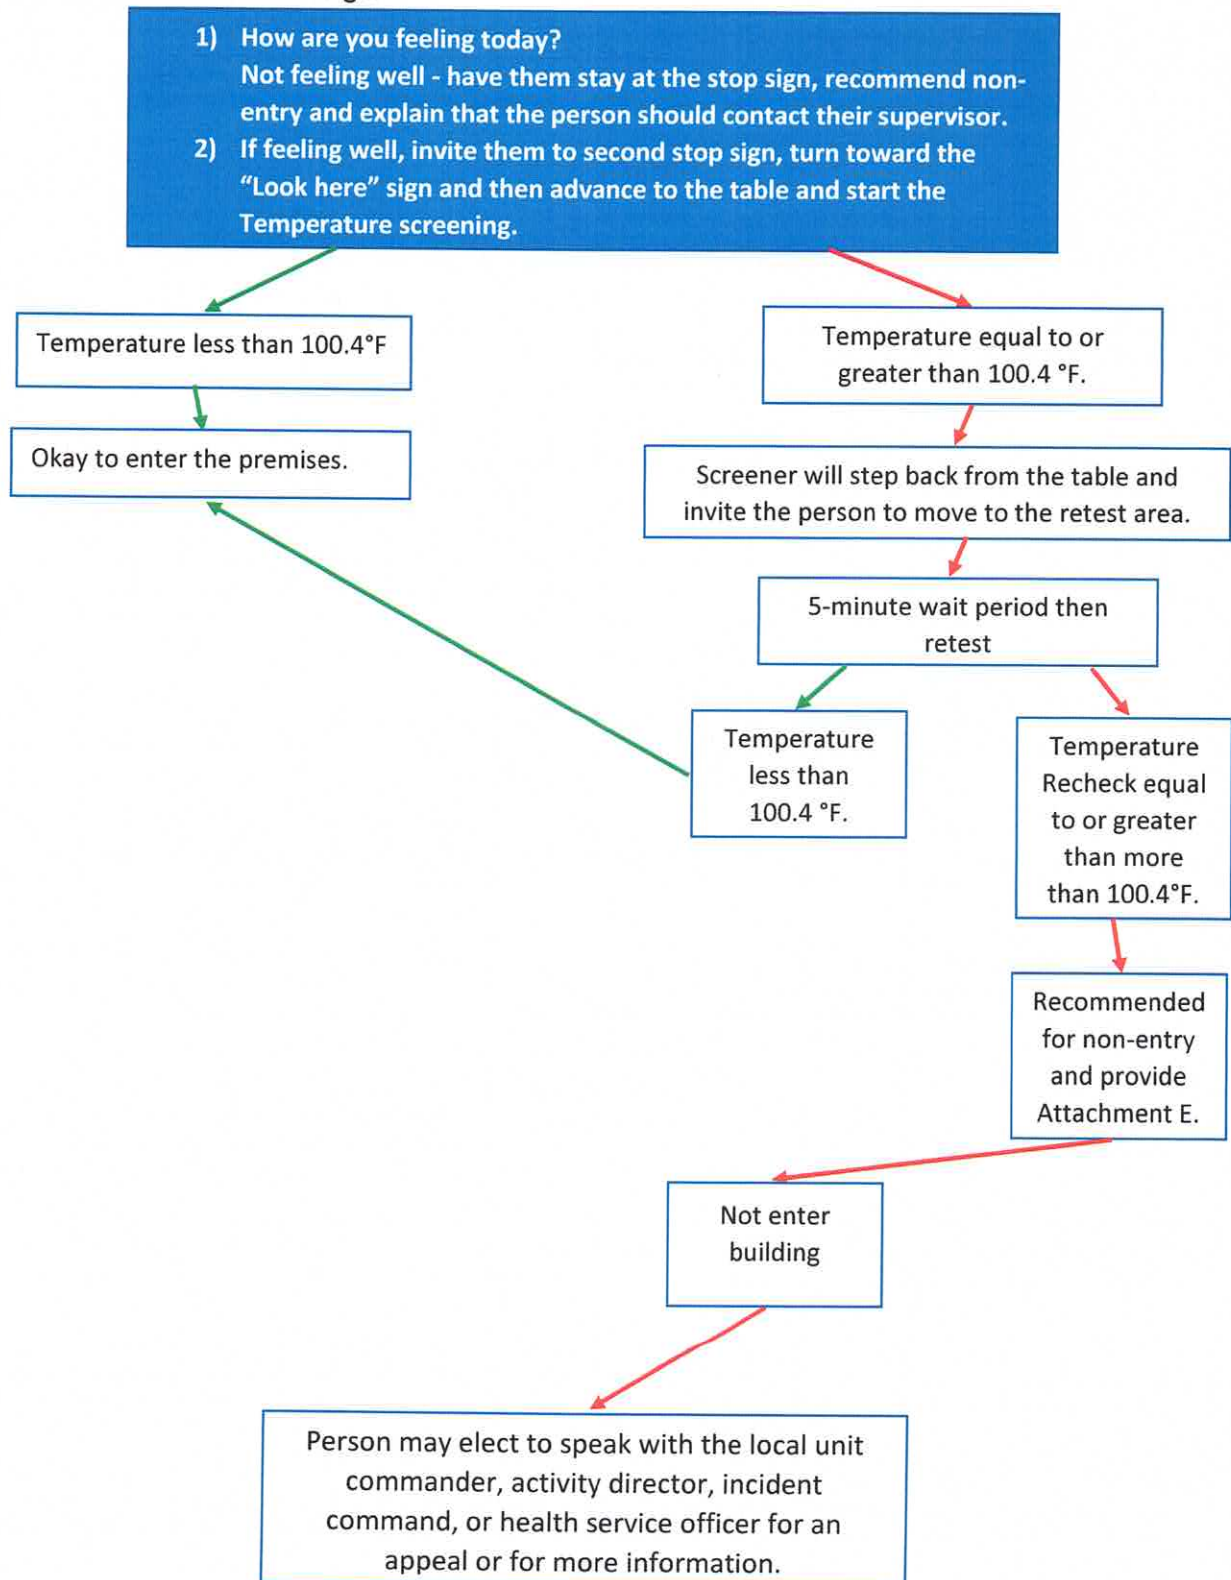 1) How are you feeling today?
Not feeling well - have them stay at the stop sign, recommend non-
entry and explain that the person should contact their supervisor.
2) If feeling well, invite them to second stop sign, turn toward the
“Look here” sign and then advance to the table and start the
Temperature screening.
Temperature less than 100.4°F
Okay to enter the premises.
Temperature equal to or
greater than 100.4 °F.
Screener will step back from the table and
invite the person to move to the retest area.
5-minute wait period then
retest
Temperature
less than
100.4 °F.
Temperature
Recheck equal
to or greater
than more
than 100.4°F.
Recommended
for non-entry
and provide
Attachment E.
Not enter
building
Person may elect to speak with the local unit
commander, activity director, incident
command, or health service officer for an
appeal or for more information.